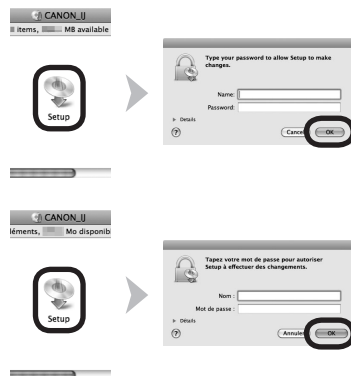 CANON_IJ
items, MB available
Setup
Type your password to allow Setup to make
changes.
Name:
Password:
Details
?
Cancel
OK
CANON_IJ
léments, Mo disponib
Setup
Tapez votre mot de passe pour autoriser
Setup à effectuer des changements.
Nom :
Mot de passe :
Détails
?
Annuler
OK